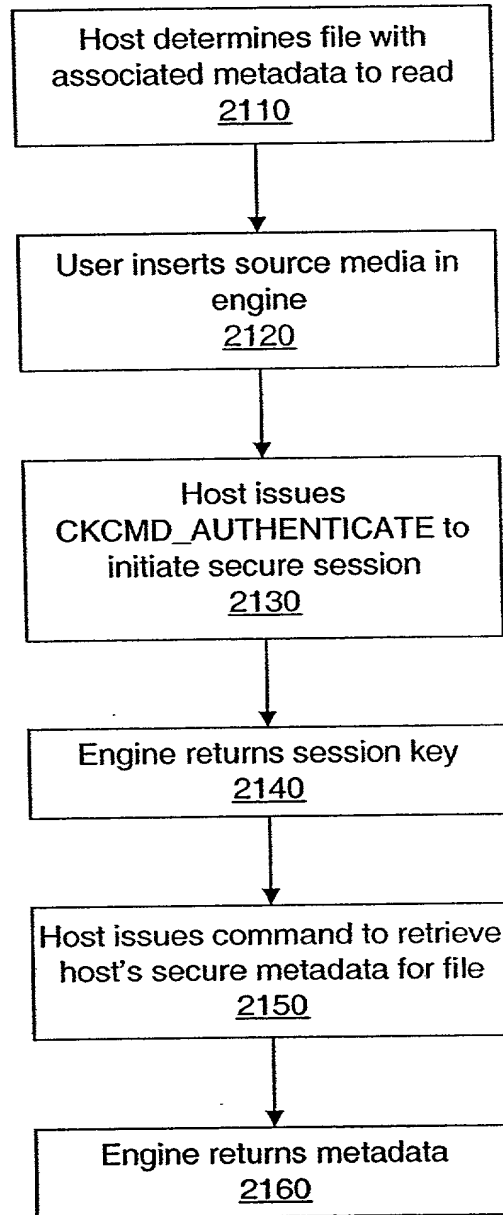 Host determines file with
associated metadata to read
2110
User inserts source media in
engine
2120
Host issues
CKCMD_AUTHENTICATE to
initiate secure session
2130
Engine returns session key
2140
Host issues command to retrieve
host's secure metadata for file
2150
Engine returns metadata
2160